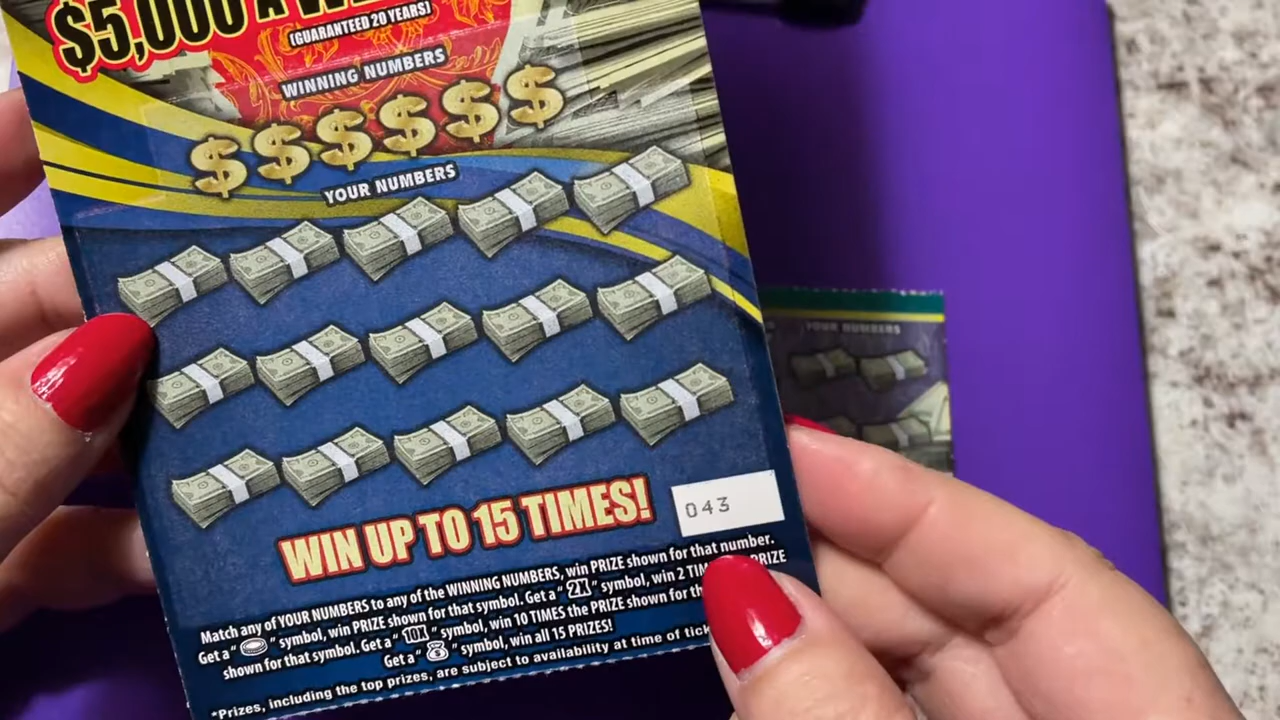 $5,000 A
(GUARANTEED 20 YEARS)
WINNING NUMBERS
$ $ $ $ $ $
YOUR NUMBERS
YOUR NUMBERS
WIN UP TO 15 TIMES!
043
Match any of YOUR NUMBERS to any of the WINNING NUMBERS, win PRIZE shown for that number.
Get a " " symbol, win PRIZE shown for that symbol. Get a " 2X " symbol, win 2 PRIZE
shown for that symbol. Get a " 10X " symbol, win 10 TIMES the PRIZE shown for
Get a " " symbol, win all 15 PRIZES!
*Prizes, including the top prizes, are subject to availability at time of